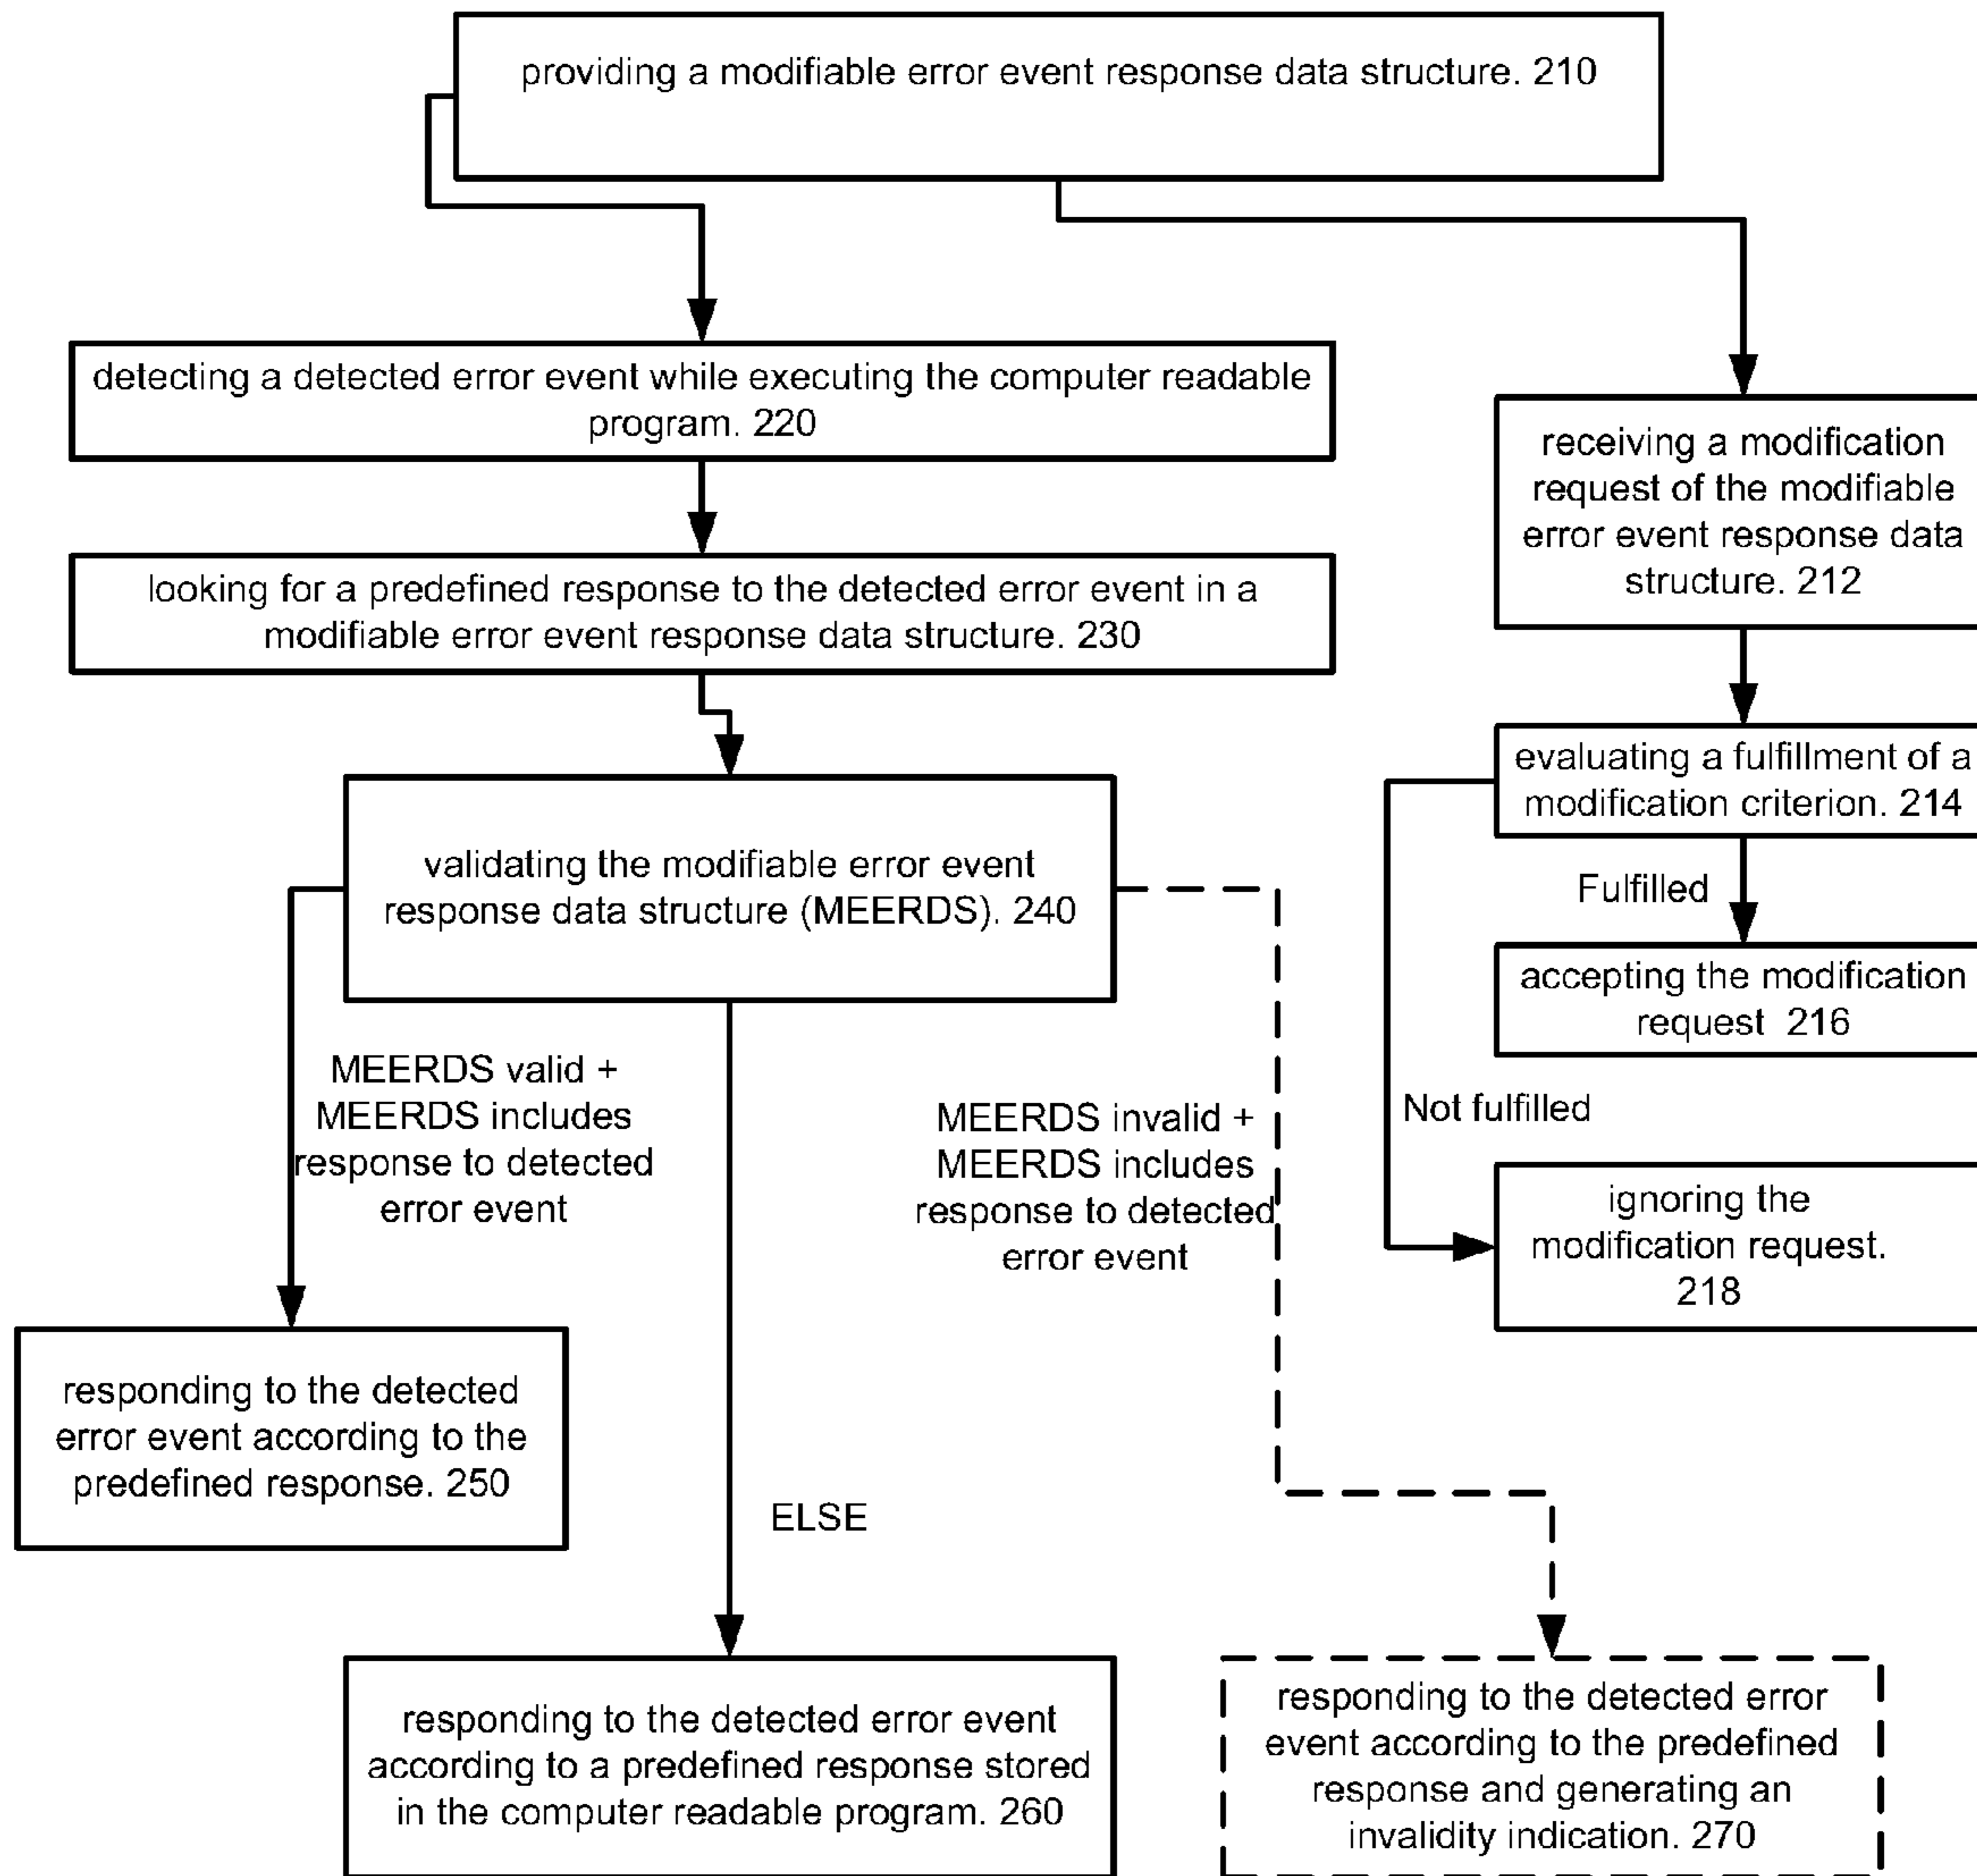 providing a modifiable error event response data structure. 210
detecting a detected error event while executing the computer readable
program. 220
looking for a predefined response to the detected error event in a
modifiable error event response data structure. 230
validating the modifiable error event
response data structure (MEERDS). 240
MEERDS valid +
MEERDS includes
response to detected
error event
MEERDS invalid +
MEERDS includes
response to detected
error event
ELSE
responding to the detected
error event according to the
predefined response. 250
responding to the detected error event
according to a predefined response stored
in the computer readable program. 260
responding to the detected error
event according to the predefined
response and generating an
invalidity indication. 270
receiving a modification
request of the modifiable
error event response data
structure. 212
evaluating a fulfillment of a
modification criterion. 214
Fulfilled
accepting the modification
request 216
Not fulfilled
ignoring the
modification request.
218